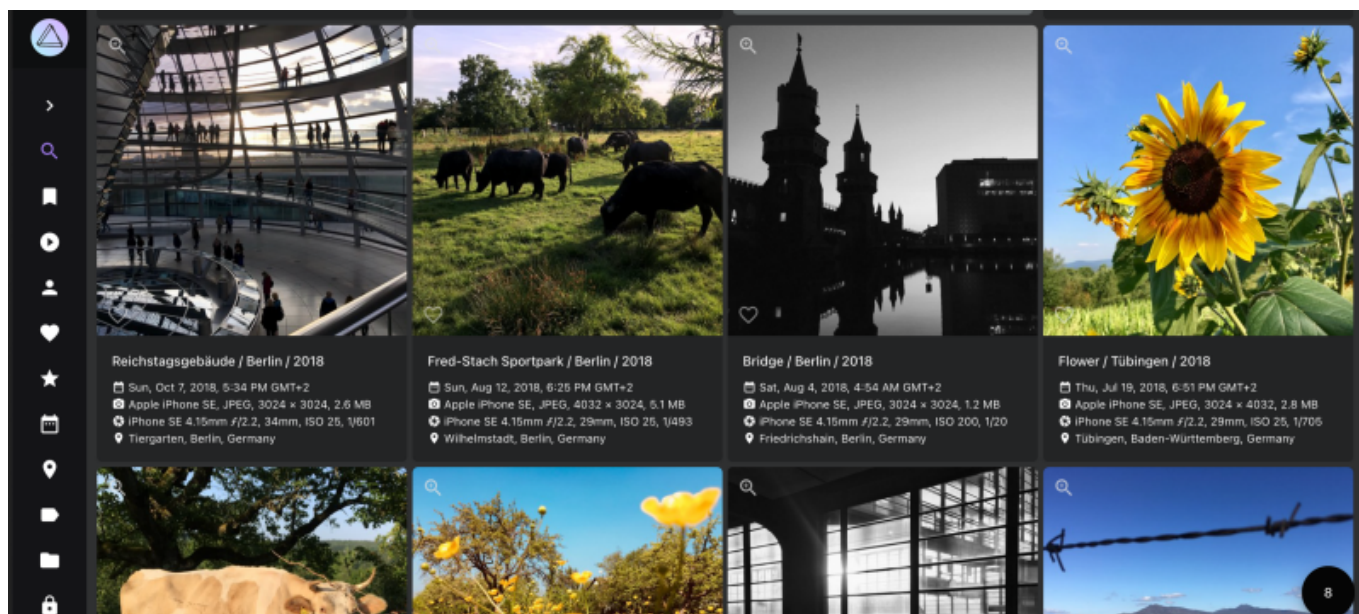 Reichstagsgebäude / Berlin / 2018
Sun, Oct 7, 2018, 5:34 PM GMT+2
Apple iPhone SE, JPEG, 3024 × 3024, 2.6 MB
iPhone SE 4.15mm ƒ/2.2, 34mm, ISO 25, 1/601
Tiergarten, Berlin, Germany
Fred-Stach Sportpark / Berlin / 2018
Sun, Aug 12, 2018, 6:25 PM GMT+2
Apple iPhone SE, JPEG, 4032 × 3024, 5.1 MB
iPhone SE 4.15mm ƒ/2.2, 29mm, ISO 25, 1/493
Wilhelmstadt, Berlin, Germany
Bridge / Berlin / 2018
Sat, Aug 4, 2018, 4:54 AM GMT+2
Apple iPhone SE, JPEG, 3024 × 3024, 1.2 MB
iPhone SE 4.15mm ƒ/2.2, 29mm, ISO 200, 1/20
Friedrichshain, Berlin, Germany
Flower / Tübingen / 2018
Thu, Jul 19, 2018, 6:51 PM GMT+2
Apple iPhone SE, JPEG, 3024 × 4032, 2.8 MB
iPhone SE 4.15mm ƒ/2.2, 29mm, ISO 25, 1/705
Tübingen, Baden-Württemberg, Germany
8